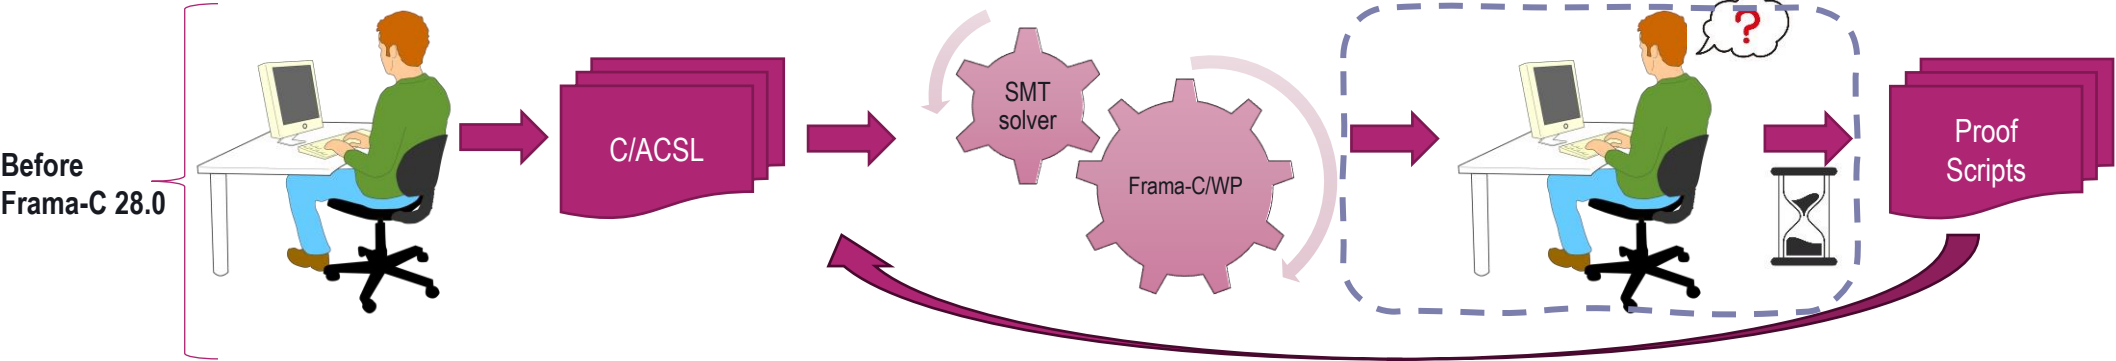 Before
Frama-C 28.0
C/ACSL
SMT
solver
Frama-C/WP
?
Proof
Scripts